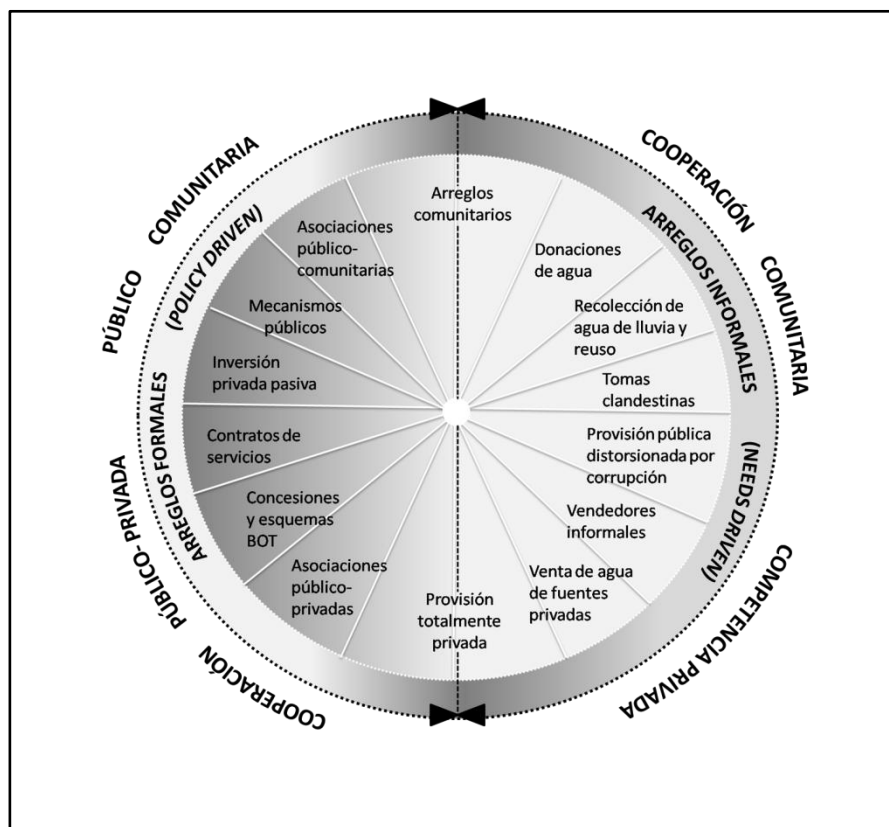 PÚBLICO COMUNITARIA
(POLICY DRIVEN)
ARREGLOS FORMALES
COOPERACIÓN PÚBLICO- PRIVADA
COOPERACIÓN COMUNITARIA
ARREGLOS INFORMALES
(NEEDS DRIVEN)
COMPETENCIA PRIVADA
Arreglos
comunitarios
Asociaciones
público-
comunitarias
Mecanismos
públicos
Inversión
privada pasiva
Contratos de
servicios
Concesiones
y esquemas
BOT
Asociaciones
público-
privadas
Provisión
totalmente
privada
Donaciones
de agua
Recolección de
agua de lluvia y
reuso
Tomas
clandestinas
Provisión pública
distorsionada por
corrupción
Vendedores
informales
Venta de agua
de fuentes
privadas